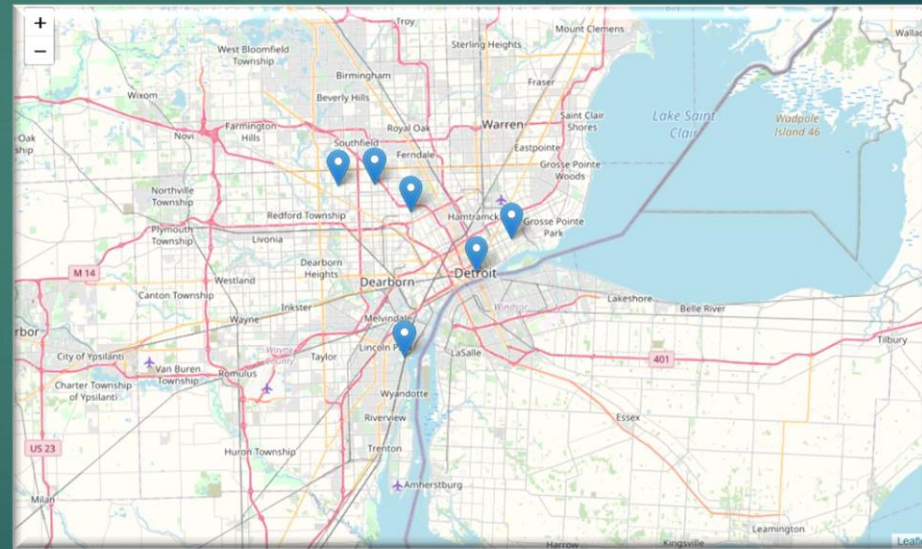 +
−
Troy
Mount Clemens
Sterling Heights
West Bloomfield
Township
Birmingham
Fraser
Wixom
Beverly Hills
Lake Saint
Clair
Wadpole
Island 46
Saint Clair
Shores
Farmington
Hills
Royal Oak
Warren
Oak
Novi
Southfield
Eastpointe
Ferndale
Grosse Pointe
Woods
Northville
Township
Redford Township
Hamtramck
Grosse Pointe
Park
Plymouth
Township
Livonia
Dearborn
Heights
Detroit
M 14
Westland
Dearborn
Canton Township
Inkster
Windsor
Lakeshore
Belle River
Wayne
Melvindale
Lincoln P
LaSalle
Taylor
Wayne
County
401
Tilbury
City of Ypsilanti
Van Buren
Township
Romulus
Charter Township
of Ypsilanti
Wyandotte
Riverview
Essex
US 23
Huron Township
Trenton
Amherstburg
Milan
Leamington
Harrow
Kingsville